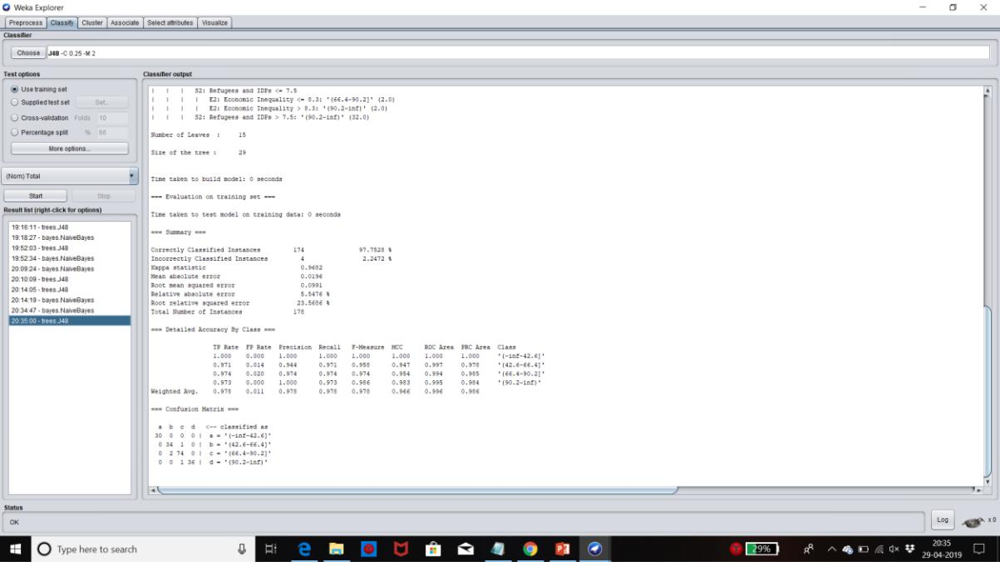 Weka Explorer
Preprocess Classify Cluster Associate Select attributes Visualize
Classifier
Choose J48 -C 0.25 -M 2
Test options
Use training set
Supplied test set Set...
Cross-validation Folds 10
Percentage split % 66
More options...
(Nom) Total
Start Stop
Result list (right-click for options)
19:16:11 - trees.J48
19:18:27 - bayes.NaiveBayes
19:52:03 - trees.J48
19:52:34 - bayes.NaiveBayes
20:09:24 - bayes.NaiveBayes
20:10:09 - trees.J48
20:14:05 - trees.J48
20:14:19 - bayes.NaiveBayes
20:34:47 - bayes.NaiveBayes
20:35:00 - trees.J48
Classifier output
| | | S2: Refugees and IDPs <= 7.5
| | | | E2: Economic Inequality <= 8.3: '(66.4-90.2]' (2.0)
| | | | E2: Economic Inequality > 8.3: '(90.2-inf)' (2.0)
| | | S2: Refugees and IDPs > 7.5: '(90.2-inf)' (32.0)
Number of Leaves : 15
Size of the tree : 29
Time taken to build model: 0 seconds
=== Evaluation on training set ===
Time taken to test model on training data: 0 seconds
=== Summary ===
Correctly Classified Instances 174 97.7528 %
Incorrectly Classified Instances 4 2.2472 %
Kappa statistic 0.9682
Mean absolute error 0.0196
Root mean squared error 0.0991
Relative absolute error 5.5476 %
Root relative squared error 23.5686 %
Total Number of Instances 178
=== Detailed Accuracy By Class ===
TP Rate FP Rate Precision Recall F-Measure MCC ROC Area PRC Area Class
1.000 0.000 1.000 1.000 1.000 1.000 1.000 1.000 '(-inf-42.6]'
0.971 0.014 0.944 0.971 0.958 0.947 0.997 0.978 '(42.6-66.4]'
0.974 0.020 0.974 0.974 0.974 0.954 0.994 0.985 '(66.4-90.2]'
0.973 0.000 1.000 0.973 0.986 0.983 0.995 0.984 '(90.2-inf)'
Weighted Avg. 0.978 0.011 0.978 0.978 0.978 0.966 0.996 0.986
=== Confusion Matrix ===
a b c d <-- classified as
30 0 0 0 | a = '(-inf-42.6]'
0 34 1 0 | b = '(42.6-66.4]'
0 2 74 0 | c = '(66.4-90.2]'
0 0 1 36 | d = '(90.2-inf)'
Status
OK
Log x 0
Type here to search
29%
20:35
29-04-2019